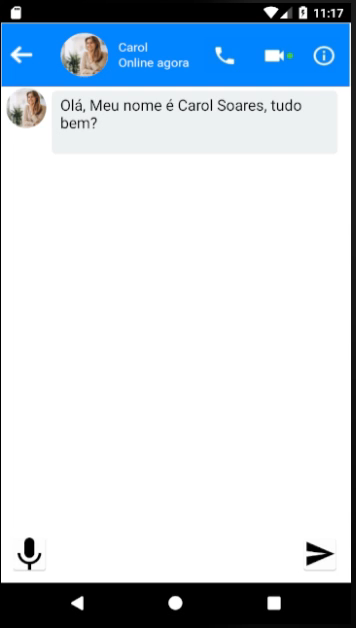 11:17
Carol
Online agora
Olá, Meu nome é Carol Soares, tudo
bem?